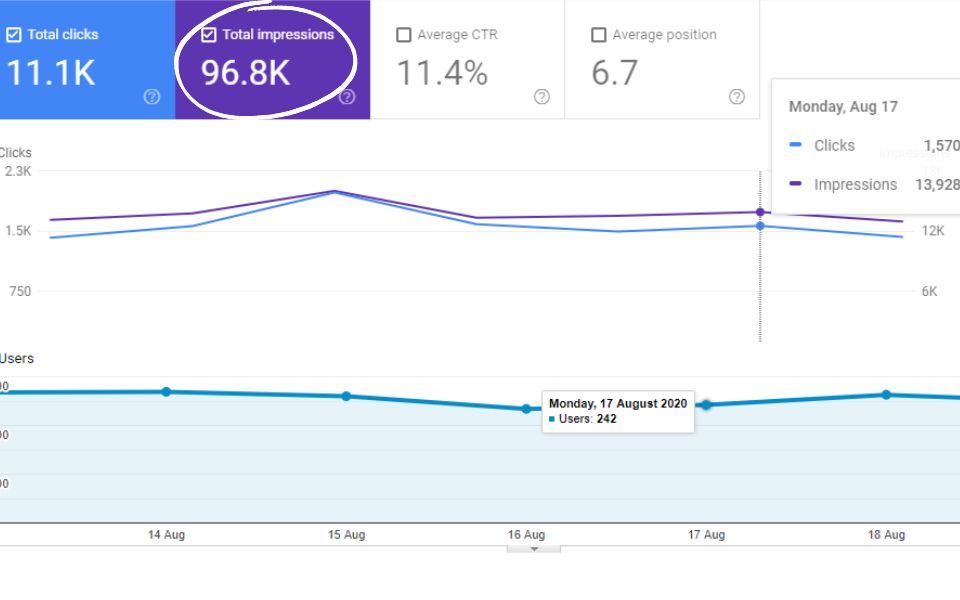 Total clicks
11.1K
Total impressions
96.8K
Average CTR
11.4%
Average position
6.7
Monday, Aug 17
Clicks 1,570
Impressions 13,928
Clicks
Impressions
2.3K
18K
1.5K
12K
750
6K
Users
00
Monday, 17 August 2020
Users: 242
00
00
14 Aug
15 Aug
16 Aug
17 Aug
18 Aug